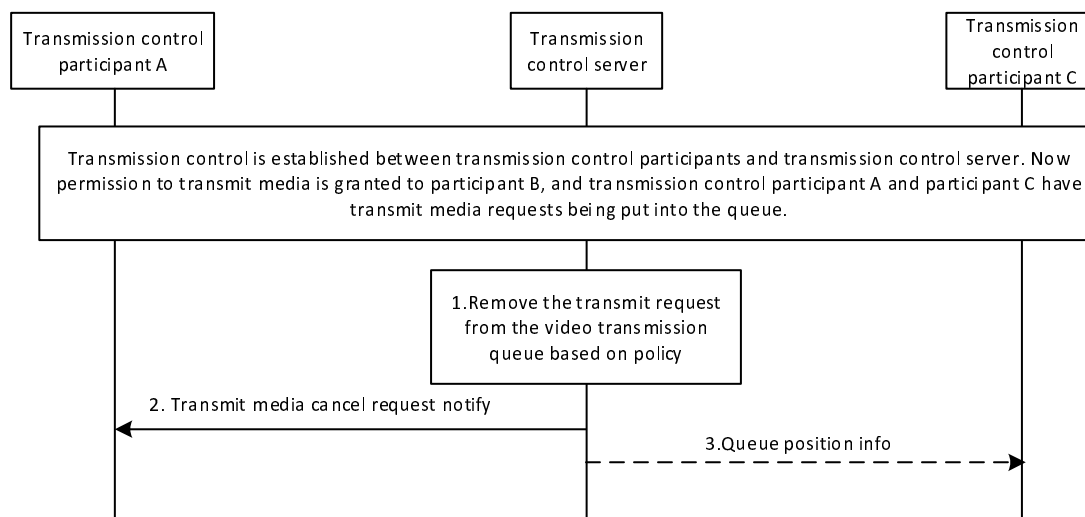 Transmission control
participant A
Transmission
control server
Transmission
control
participant C
Transmission control is established between transmission control participants and transmission control server. Now
permission to transmit media is granted to participant B, and transmission control participant A and participant C have
transmit media requests being put into the queue.
1.Remove the transmit request
from the video transmission
queue based on policy
2. Transmit media cancel request notify
3.Queue position info